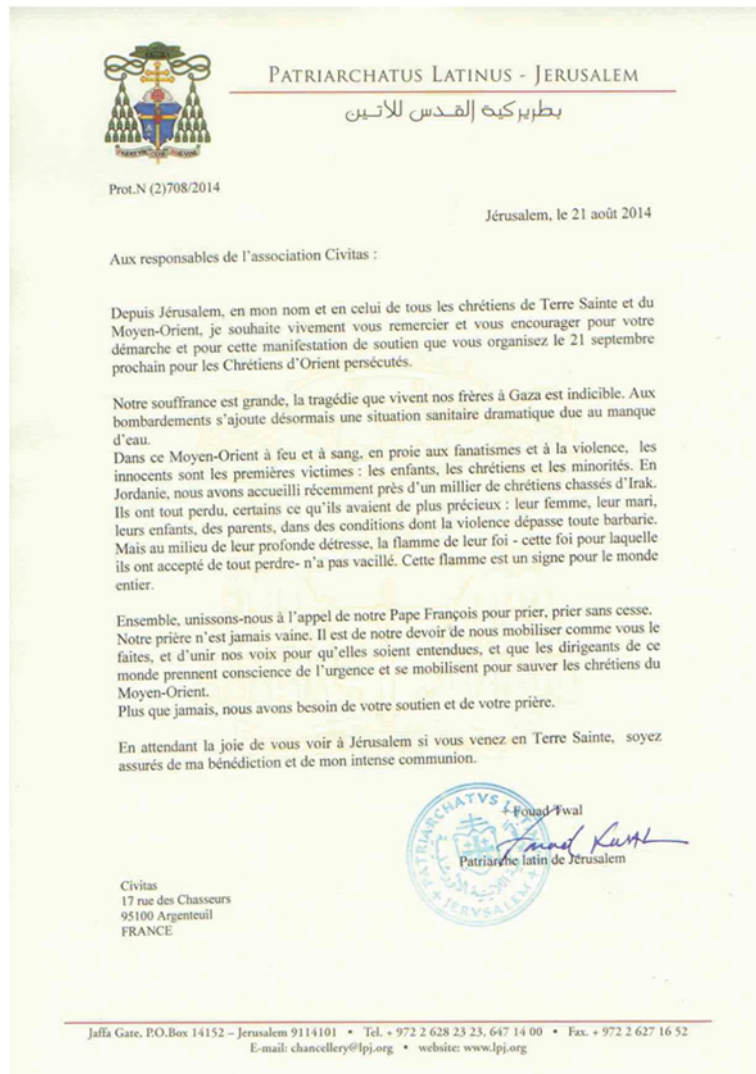 PATRIARCHATUS LATINUS - JERUSALEM
بطريركية القدس للاتين
Prot.N (2)708/2014
Jérusalem, le 21 août 2014
Aux responsables de l'association Civitas :
Depuis Jérusalem, en mon nom et en celui de tous les chrétiens de Terre Sainte et du
Moyen-Orient, je souhaite vivement vous remercier et vous encourager pour votre
démarche et pour cette manifestation de soutien que vous organisez le 21 septembre
prochain pour les Chrétiens d'Orient persécutés.
Notre souffrance est grande, la tragédie que vivent nos frères à Gaza est indicible. Aux
bombardements s'ajoute désormais une situation sanitaire dramatique due au manque
d'eau.
Dans ce Moyen-Orient à feu et à sang, en proie aux fanatismes et à la violence, les
innocents sont les premières victimes : les enfants, les chrétiens et les minorités. En
Jordanie, nous avons accueilli récemment près d'un millier de chrétiens chassés d'Irak.
Ils ont tout perdu, certains ce qu'ils avaient de plus précieux : leur femme, leur mari,
leurs enfants, des parents, dans des conditions dont la violence dépasse toute barbarie.
Mais au milieu de leur profonde détresse, la flamme de leur foi - cette foi pour laquelle
ils ont accepté de tout perdre- n'a pas vacillé. Cette flamme est un signe pour le monde
entier.
Ensemble, unissons-nous à l'appel de notre Pape François pour prier, prier sans cesse.
Notre prière n'est jamais vaine. Il est de notre devoir de nous mobiliser comme vous le
faites, et d'unir nos voix pour qu'elles soient entendues, et que les dirigeants de ce
monde prennent conscience de l'urgence et se mobilisent pour sauver les chrétiens du
Moyen-Orient.
Plus que jamais, nous avons besoin de votre soutien et de votre prière.
En attendant la joie de vous voir à Jérusalem si vous venez en Terre Sainte, soyez
assurés de ma bénédiction et de mon intense communion.
+ Fouad Twal
Patriarche latin de Jérusalem
PATRIARCHATVS LATINVS
JERVSALEM
Civitas
17 rue des Chasseurs
95100 Argenteuil
FRANCE
Jaffa Gate, P.O.Box 14152 – Jerusalem 9114101 • Tel. + 972 2 628 23 23, 647 14 00 • Fax. + 972 2 627 16 52
E-mail: chancellery@lpj.org • website: www.lpj.org